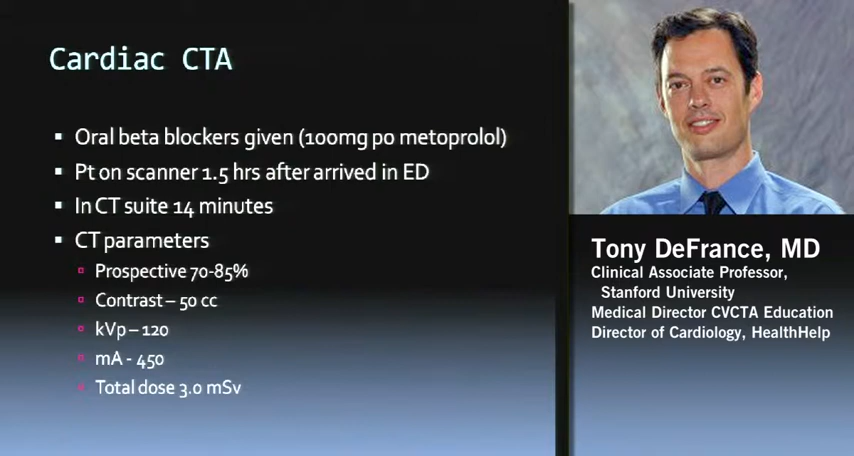 Cardiac CTA
▪ Oral beta blockers given (100mg po metoprolol)
▪ Pt on scanner 1.5 hrs after arrived in ED
▪ In CT suite 14 minutes
▪ CT parameters
▫ Prospective 70-85%
▫ Contrast – 50 cc
▫ kVp – 120
▫ mA - 450
▫ Total dose 3.0 mSv
Tony DeFrance, MD
Clinical Associate Professor,
Stanford University
Medical Director CVCTA Education
Director of Cardiology, HealthHelp